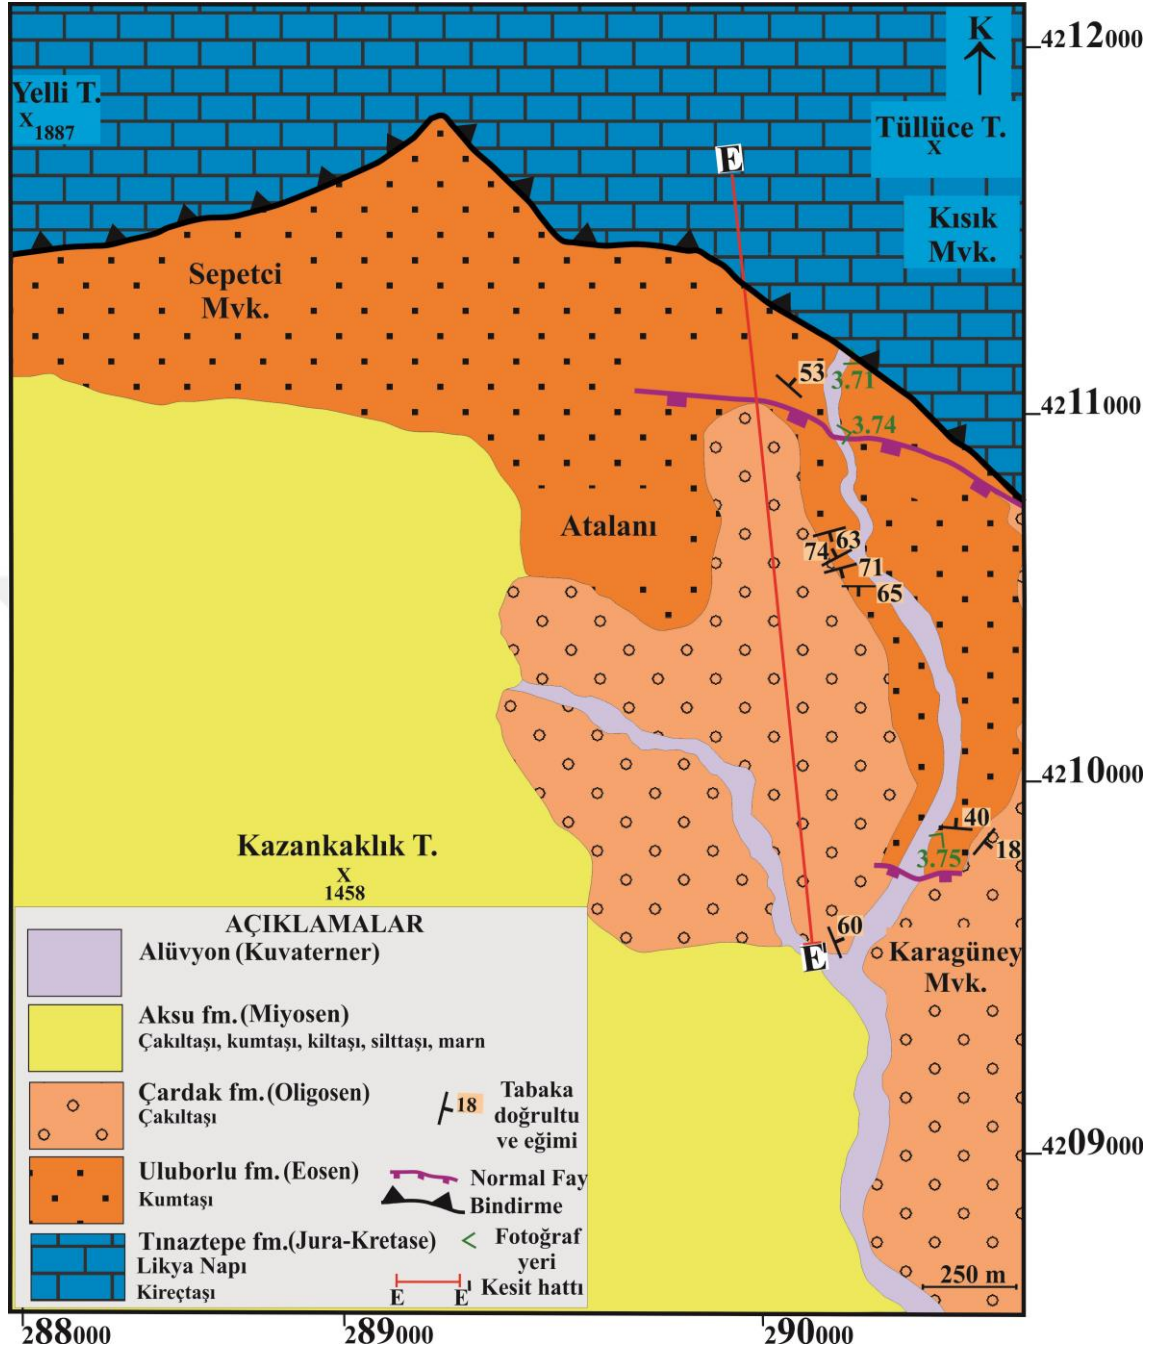 K
4212000
Yelli T.
X 1887
Tüllüce T.
X
E
Kısık
Mvk.
Sepetci
Mvk.
53
3.71
4211000
3.74
Atalanı
63
74
71
65
4210000
40
18
3.75
Kazankaklık T.
X
1458
60
E
Karagüney
Mvk.
AÇIKLAMALAR
Alüvyon (Kuvaterner)
Aksu fm. (Miyosen)
Çakıltaşı, kumtaşı, kiltaşı, silttaşı, marn
Çardak fm. (Oligosen)
Çakıltaşı
18 Tabaka
doğrultu
ve eğimi
Uluborlu fm. (Eosen)
Kumtaşı
Normal Fay
Bindirme
4209000
Tınaztepe fm. (Jura-Kretase)
Likya Napı
Kireçtaşı
Fotoğraf
yeri
Kesit hattı
E E'
250 m
288000 289000 290000